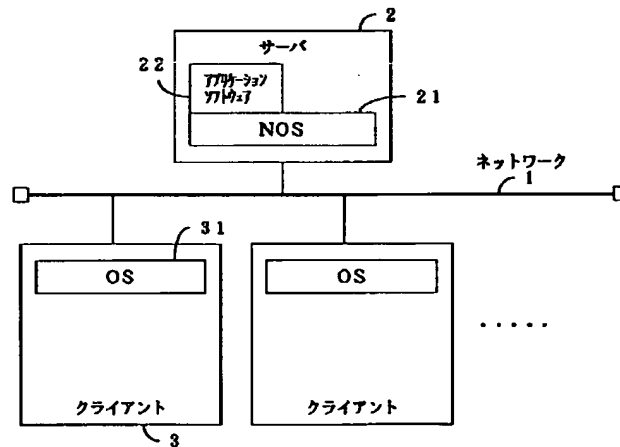 2
サーバ
22
アプリケーション
ソフトウェア
21
NOS
ネットワーク
1
31
OS
OS
.....
クライアント
クライアント
3